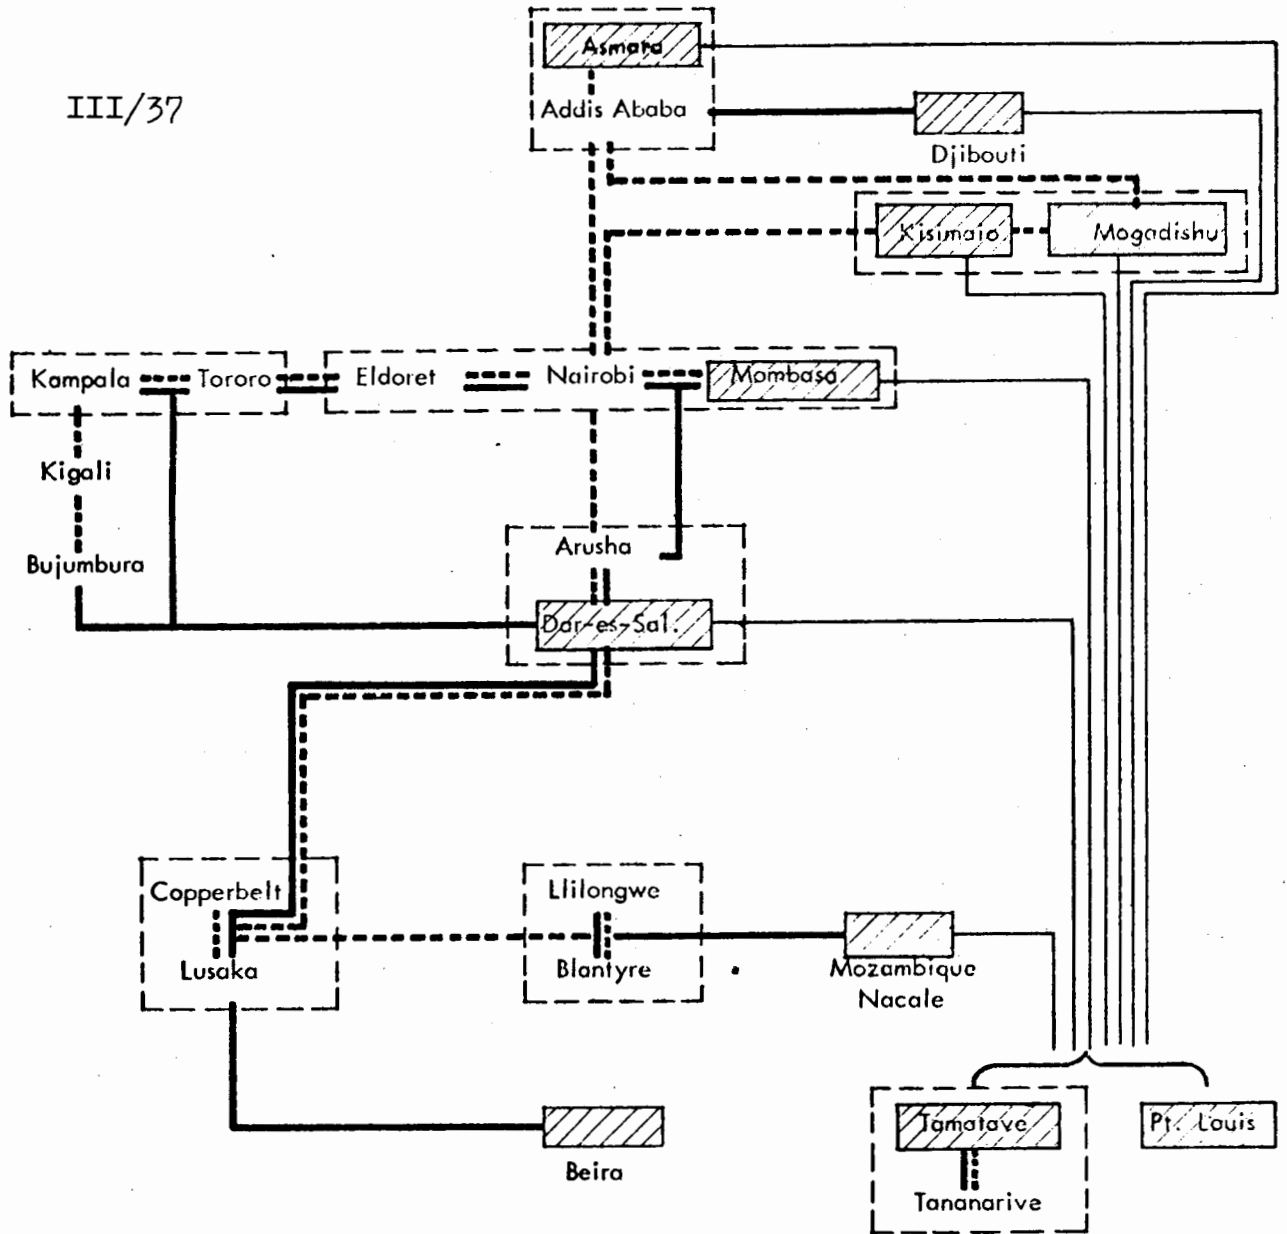 Asmara
III/37
Addis Ababa
Djibouti
Kisimaio
Mogadishu
Kampala
Tororo
Eldoret
Nairobi
Mombasa
Kigali
Arusha
Bujumbura
Dar-es-Sal.
Copperbelt
Llilongwe
Lusaka
Blantyre
Mozambique
Nacale
Tamatave
Pt. Louis
Beira
Tananarive